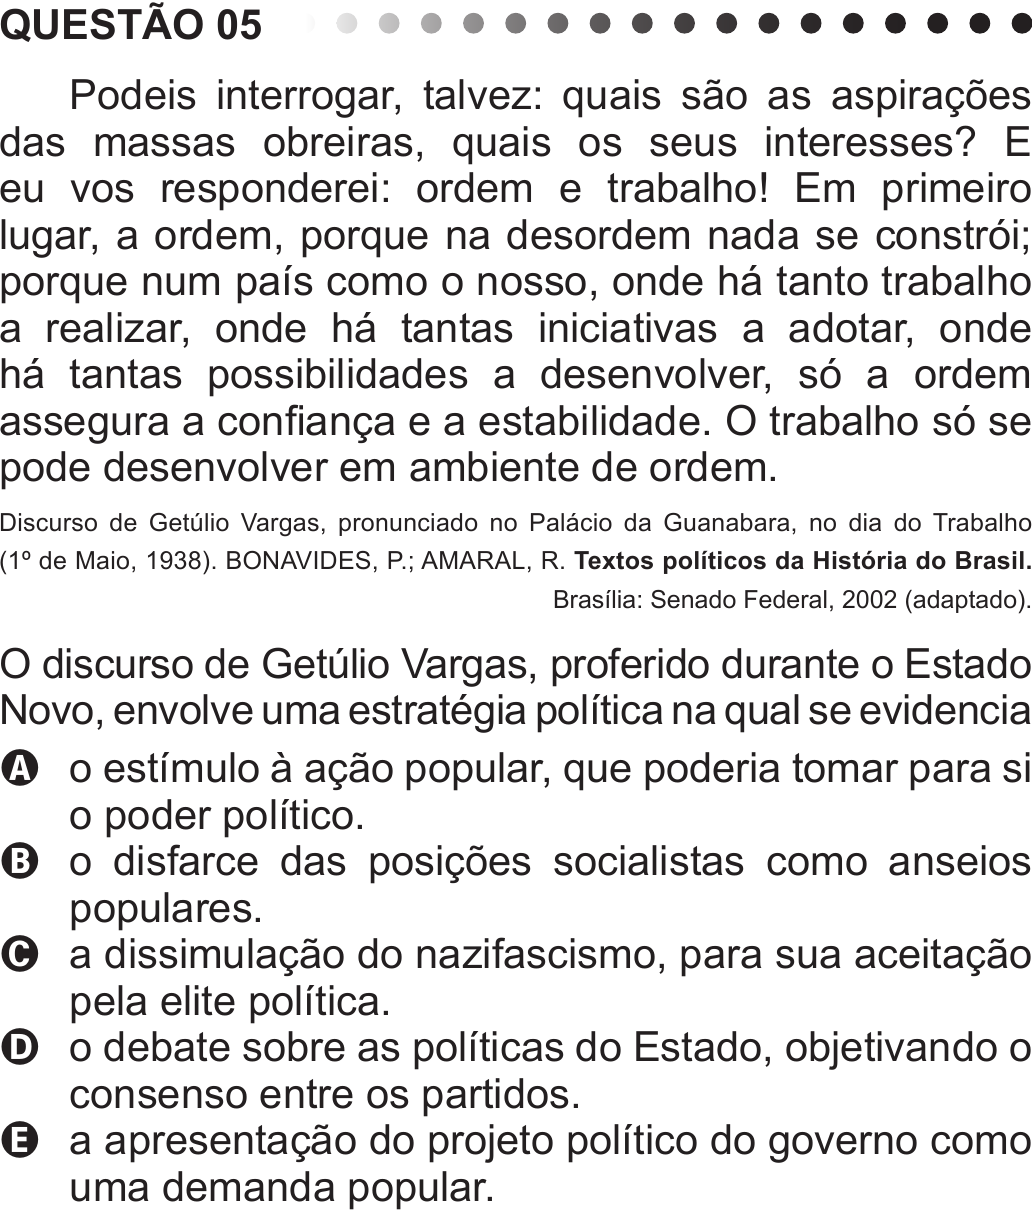 QUESTÃO 05
Podeis interrogar, talvez: quais são as aspirações
das massas obreiras, quais os seus interesses? E
eu vos responderei: ordem e trabalho! Em primeiro
lugar, a ordem, porque na desordem nada se constrói;
porque num país como o nosso, onde há tanto trabalho
a realizar, onde há tantas iniciativas a adotar, onde
há tantas possibilidades a desenvolver, só a ordem
assegura a confiança e a estabilidade. O trabalho só se
pode desenvolver em ambiente de ordem.
Discurso de Getúlio Vargas, pronunciado no Palácio da Guanabara, no dia do Trabalho
(1º de Maio, 1938). BONAVIDES, P.; AMARAL, R. Textos políticos da História do Brasil.
Brasília: Senado Federal, 2002 (adaptado).
O discurso de Getúlio Vargas, proferido durante o Estado
Novo, envolve uma estratégia política na qual se evidencia
A o estímulo à ação popular, que poderia tomar para si
o poder político.
B o disfarce das posições socialistas como anseios
populares.
C a dissimulação do nazifascismo, para sua aceitação
pela elite política.
D o debate sobre as políticas do Estado, objetivando o
consenso entre os partidos.
E a apresentação do projeto político do governo como
uma demanda popular.